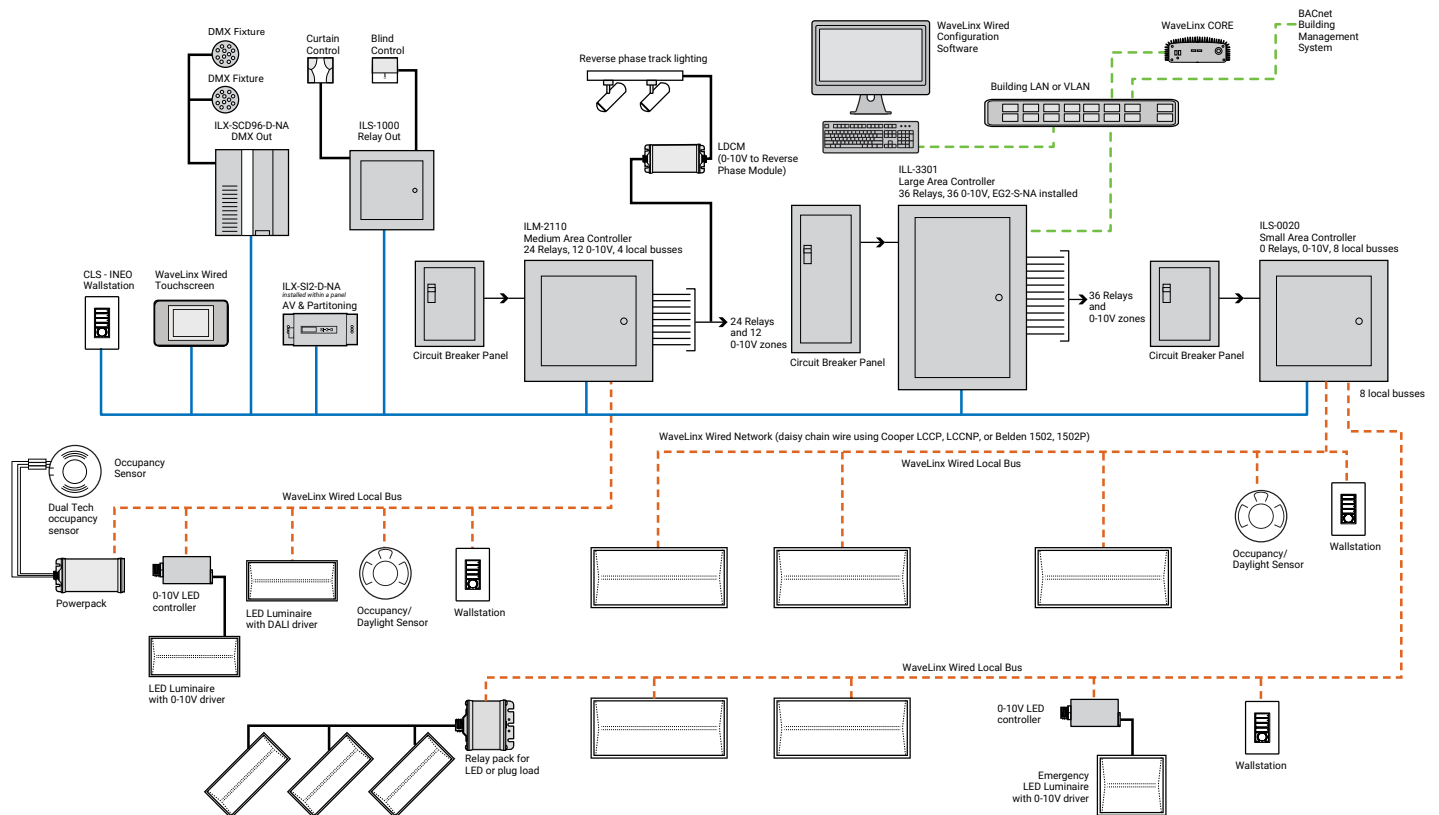 DMX Fixture
DMX Fixture
ILX-SCD96-D-NA
DMX Out
Curtain
Control
Blind
Control
ILS-1000
Relay Out
Reverse phase track lighting
LDCM
(0-10V to Reverse
Phase Module)
WaveLinx Wired
Configuration
Software
WaveLinx CORE
BACnet
Building
Management
System
Building LAN or VLAN
CLS - INEO
Wallstation
WaveLinx Wired
Touchscreen
ILX-SI2-D-NA
installed within a panel
AV & Partitoning
Circuit Breaker Panel
ILM-2110
Medium Area Controller
24 Relays, 12 0-10V, 4 local busses
24 Relays
and 12
0-10V zones
Circuit Breaker Panel
ILL-3301
Large Area Controller
36 Relays, 36 0-10V, EG2-S-NA installed
36 Relays
and
0-10V zones
Circuit Breaker Panel
ILS-0020
Small Area Controller
0 Relays, 0-10V, 8 local busses
8 local busses
WaveLinx Wired Network (daisy chain wire using Cooper LCCP, LCCNP, or Belden 1502, 1502P)
WaveLinx Wired Local Bus
Occupancy
Sensor
Dual Tech
occupancy
sensor
Powerpack
WaveLinx Wired Local Bus
0-10V LED
controller
LED Luminaire
with 0-10V driver
LED Luminaire
with DALI driver
Occupancy/
Daylight Sensor
Wallstation
Occupancy/
Daylight Sensor
Wallstation
WaveLinx Wired Local Bus
Relay pack for
LED or plug load
0-10V LED
controller
Emergency
LED Luminaire
with 0-10V driver
Wallstation